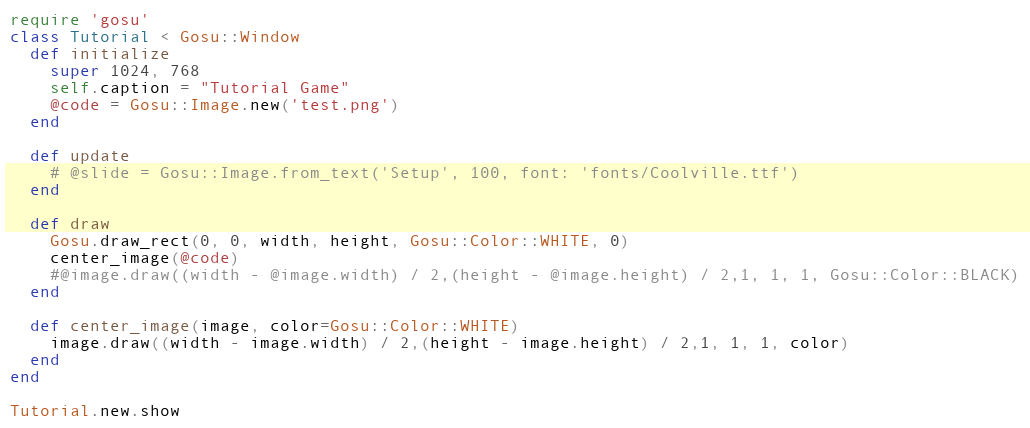 require 'gosu'
class Tutorial < Gosu::Window
  def initialize
    super 1024, 768
    self.caption = "Tutorial Game"
    @code = Gosu::Image.new('test.png')
  end

  def update
    # @slide = Gosu::Image.from_text('Setup', 100, font: 'fonts/Coolville.ttf')
  end

  def draw
    Gosu.draw_rect(0, 0, width, height, Gosu::Color::WHITE, 0)
    center_image(@code)
    #@image.draw((width - @image.width) / 2,(height - @image.height) / 2,1, 1, 1, Gosu::Color::BLACK)
  end

  def center_image(image, color=Gosu::Color::WHITE)
    image.draw((width - image.width) / 2,(height - image.height) / 2,1, 1, 1, color)
  end
end

Tutorial.new.show